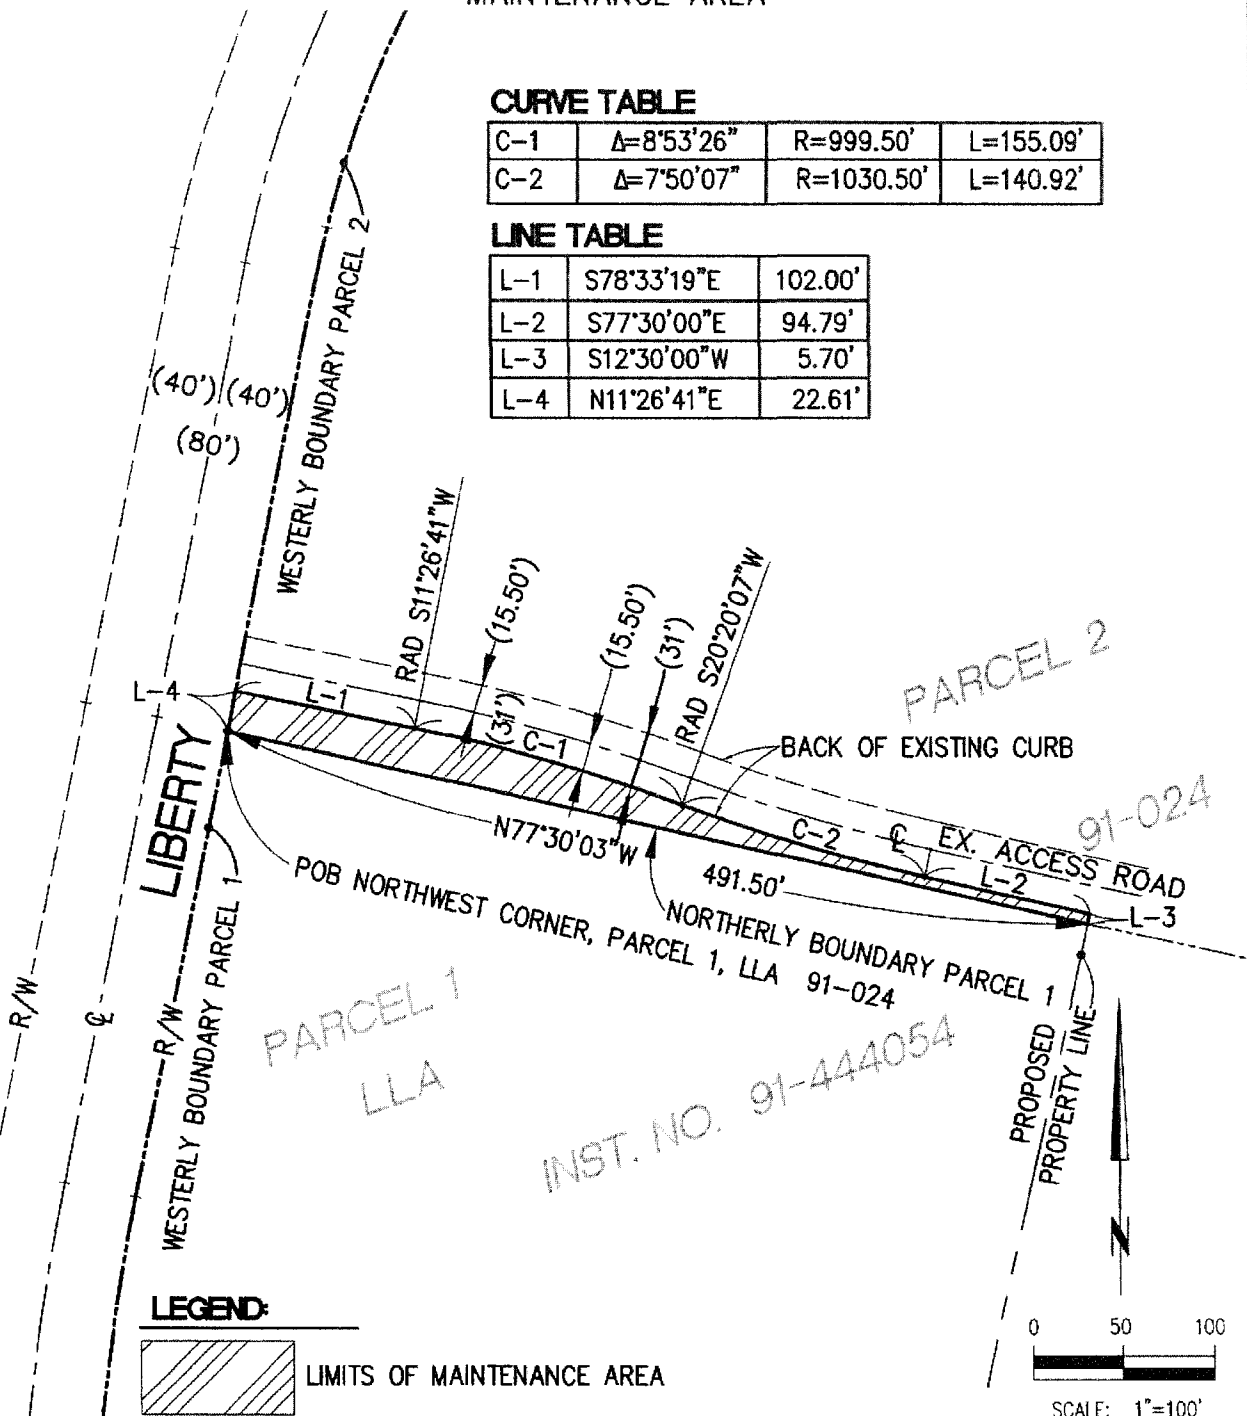 MAINTENANCE AREA
CURVE TABLE
C-1 Δ=8°53'26" R=999.50' L=155.09'
C-2 Δ=7°50'07" R=1030.50' L=140.92'
LINE TABLE
L-1 S78°33'19"E 102.00'
L-2 S77°30'00"E 94.79'
L-3 S12°30'00"W 5.70'
L-4 N11°26'41"E 22.61'
WESTERLY BOUNDARY PARCEL 2
(40') (40')
(80')
RAD S11°26'41"W
(15.50')
(15.50')
(31')
RAD S20°20'07"W
PARCEL 2
L-4
L-1
(31')
C-1
BACK OF EXISTING CURB
LIBERTY
91-024
N77°30'03"W
C-2
℄ EX. ACCESS ROAD
491.50'
L-2
L-3
POB NORTHWEST CORNER, PARCEL 1, LLA 91-024
NORTHERLY BOUNDARY PARCEL 1
R/W
℄
R/W
WESTERLY BOUNDARY PARCEL 1
PARCEL 1
LLA
INST. NO. 91-444054
PROPOSED
PROPERTY LINE
N
LEGEND:
LIMITS OF MAINTENANCE AREA
0 50 100
SCALE: 1"=100'